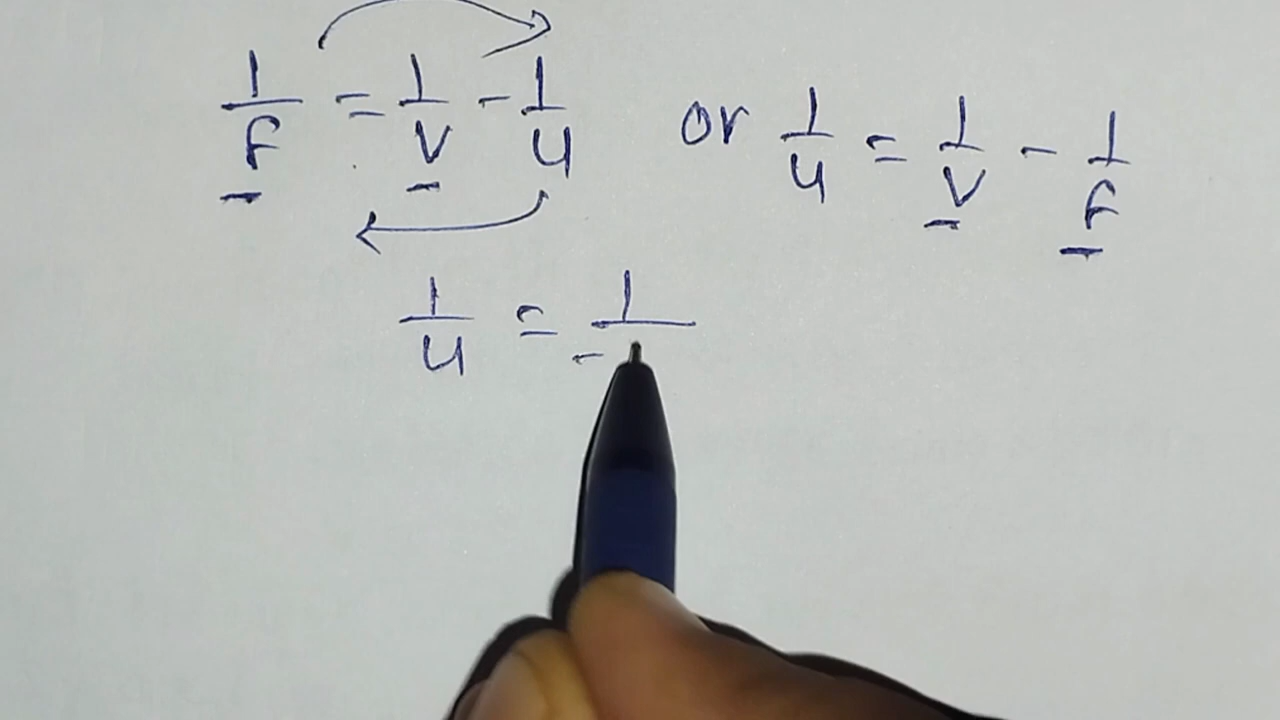 1/f = 1/v - 1/u or 1/u = 1/v - 1/f
1/u = 1/-